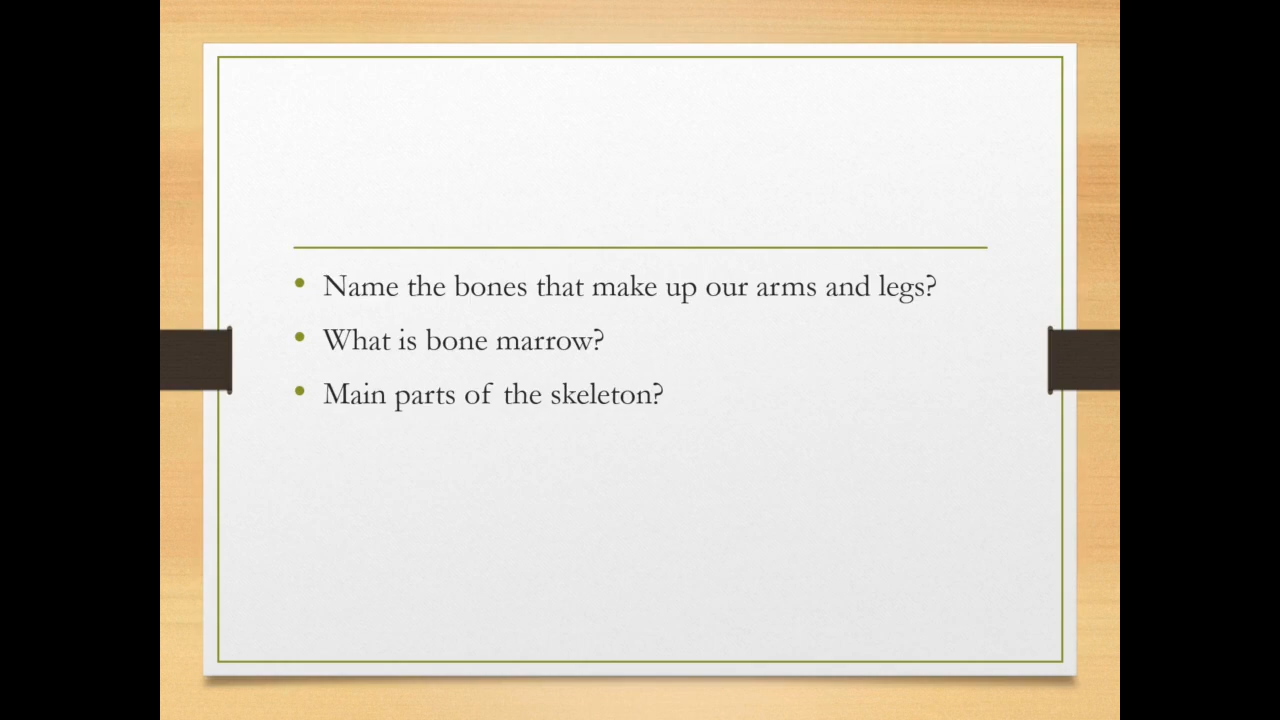 • Name the bones that make up our arms and legs?
• What is bone marrow?
• Main parts of the skeleton?